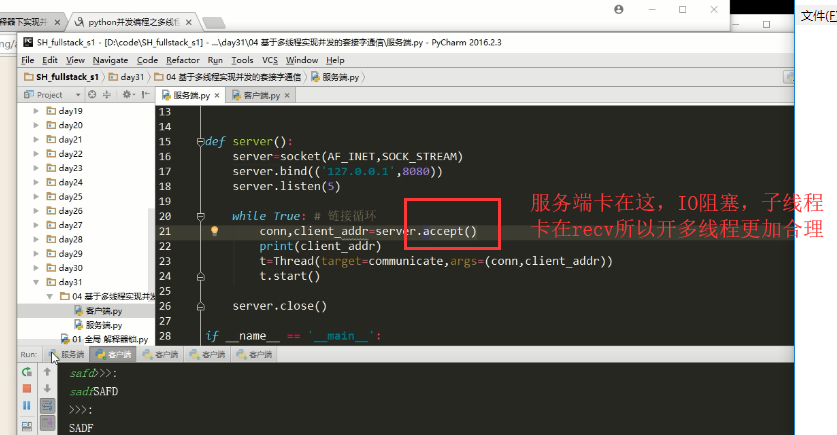 释器下实现并
python并发编程之多线程
文件(F
SH_fullstack_s1 - [D:\code\SH_fullstack_s1] - ...\day31\04 基于多线程实现并发的套接字通信\服务端.py - PyCharm 2016.2.3
File Edit View Navigate Code Refactor Run Tools VCS Window Help
SH_fullstack_s1 day31 04 基于多线程实现并发的套接字通信 服务端.py
Project
服务端.py 客户端.py
day19
day20
day21
day22
day23
day24
day25
day26
day27
day28
day29
day30
day31
04 基于多线程实现并发
客户端.py
服务端.py
01 全局 解释器锁.py
13
14
15 def server():
16 server=socket(AF_INET,SOCK_STREAM)
17 server.bind(('127.0.0.1',8080))
18 server.listen(5)
19
20 while True: # 链接循环
21 conn,client_addr=server.accept()
22 print(client_addr)
23 t=Thread(target=communicate,args=(conn,client_addr))
24 t.start()
25
26 server.close()
27
28 if __name__ == '__main__':
服务端卡在这，IO阻塞，子线程
卡在recv所以开多线程更加合理
Run: 服务端 客户端 客户端 客户端 客户端
safd>>>:
sadfSAFD
>>>:
SADF